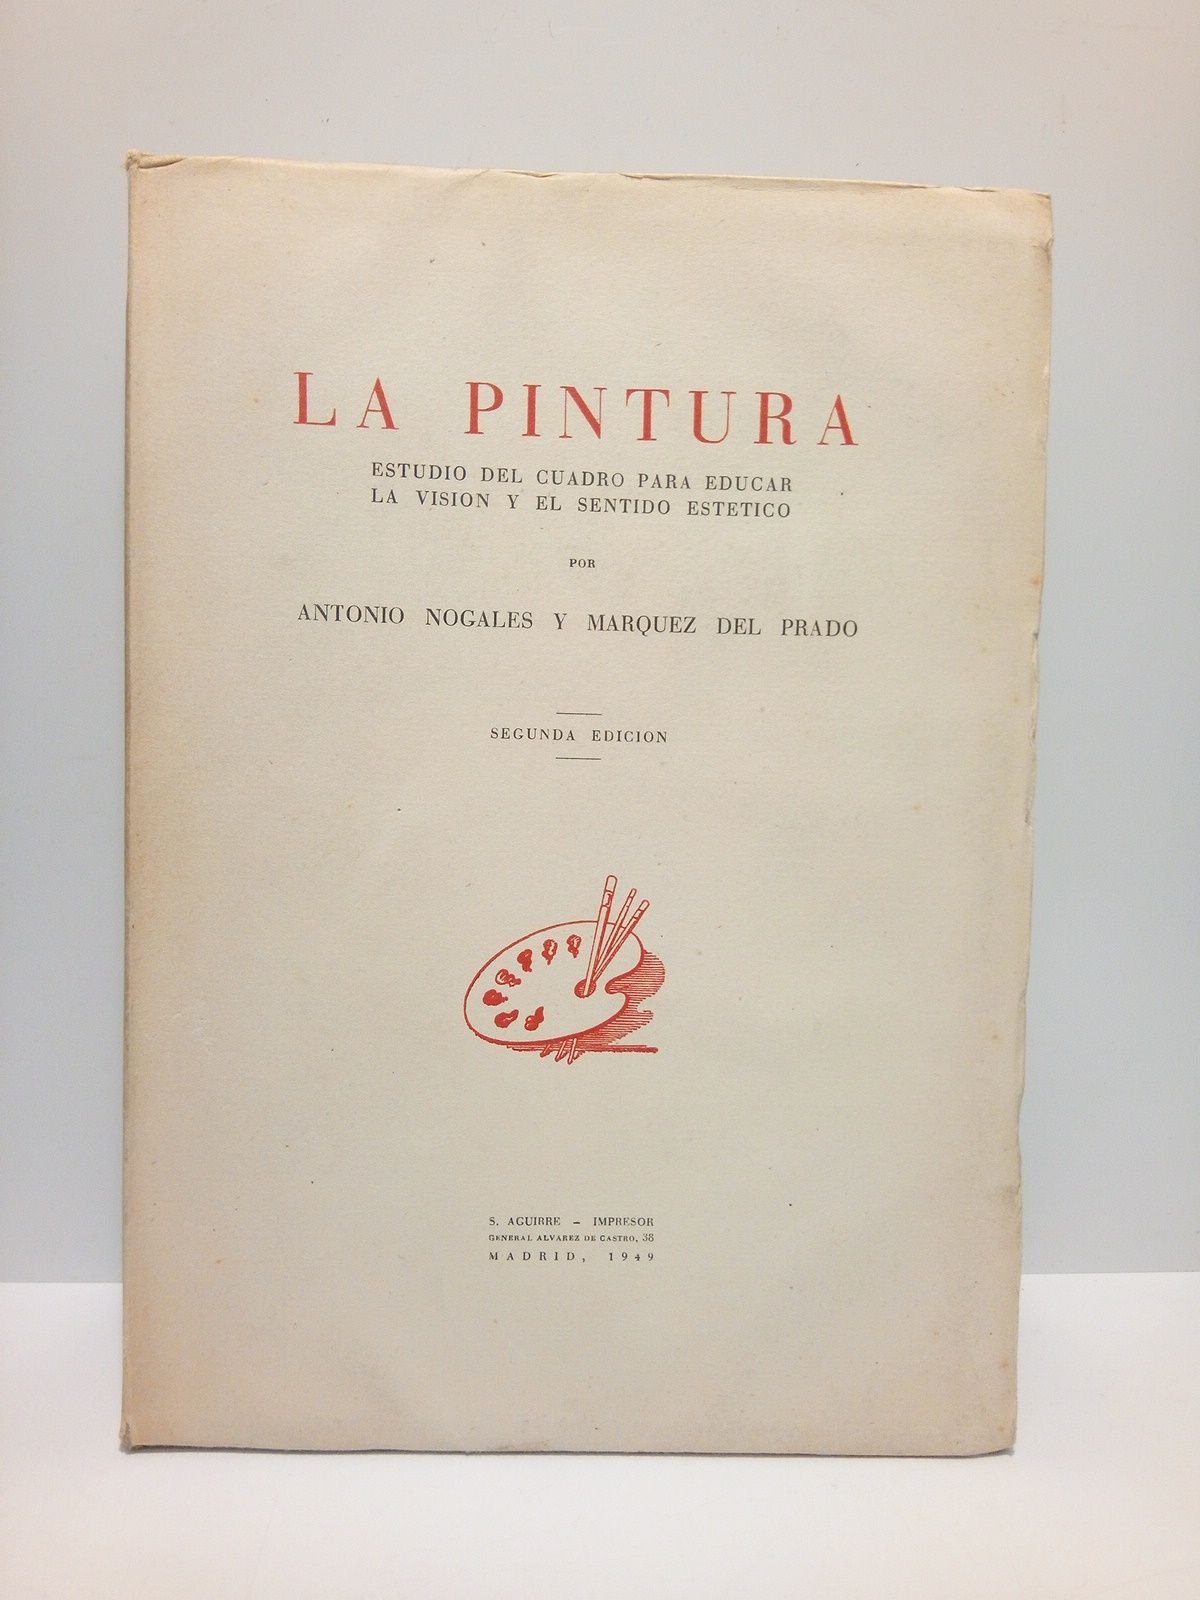 LA PINTURA
ESTUDIO DEL CUADRO PARA EDUCAR
LA VISION Y EL SENTIDO ESTETICO
POR
ANTONIO NOGALES Y MARQUEZ DEL PRADO
SEGUNDA EDICION
S. AGUIRRE – IMPRESOR
GENERAL ALVAREZ DE CASTRO, 38
MADRID, 1949